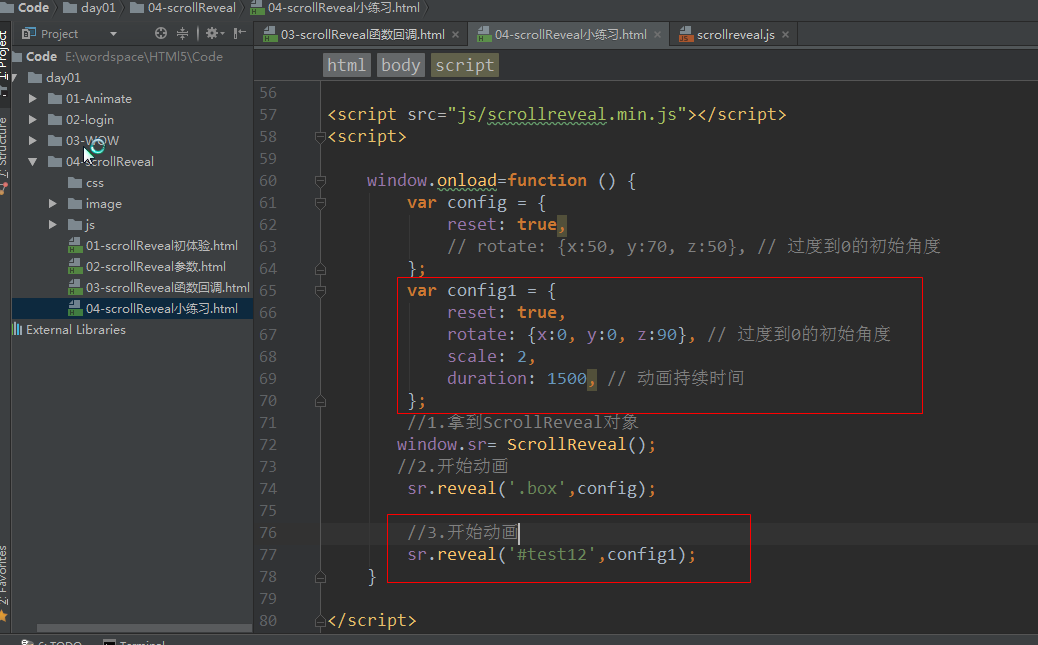 Code day01 04-scrollReveal 04-scrollReveal小练习.html
Project
03-scrollReveal函数回调.html
04-scrollReveal小练习.html
scrollreveal.js
1: Project
7: Structure
2: Favorites
Code E:\wordspace\HTMl5\Code
day01
01-Animate
02-login
03-WOW
04-scrollReveal
css
image
js
01-scrollReveal初体验.html
02-scrollReveal参数.html
03-scrollReveal函数回调.html
04-scrollReveal小练习.html
External Libraries
html body script
56
57 <script src="js/scrollreveal.min.js"></script>
58 <script>
59
60 window.onload=function () {
61 var config = {
62 reset: true,
63 // rotate: {x:50, y:70, z:50}, // 过度到0的初始角度
64 };
65 var config1 = {
66 reset: true,
67 rotate: {x:0, y:0, z:90}, // 过度到0的初始角度
68 scale: 2,
69 duration: 1500, // 动画持续时间
70 };
71 //1.拿到ScrollReveal对象
72 window.sr= ScrollReveal();
73 //2.开始动画
74 sr.reveal('.box',config);
75
76 //3.开始动画
77 sr.reveal('#test12',config1);
78 }
79
80 </script>
6: TODO Terminal